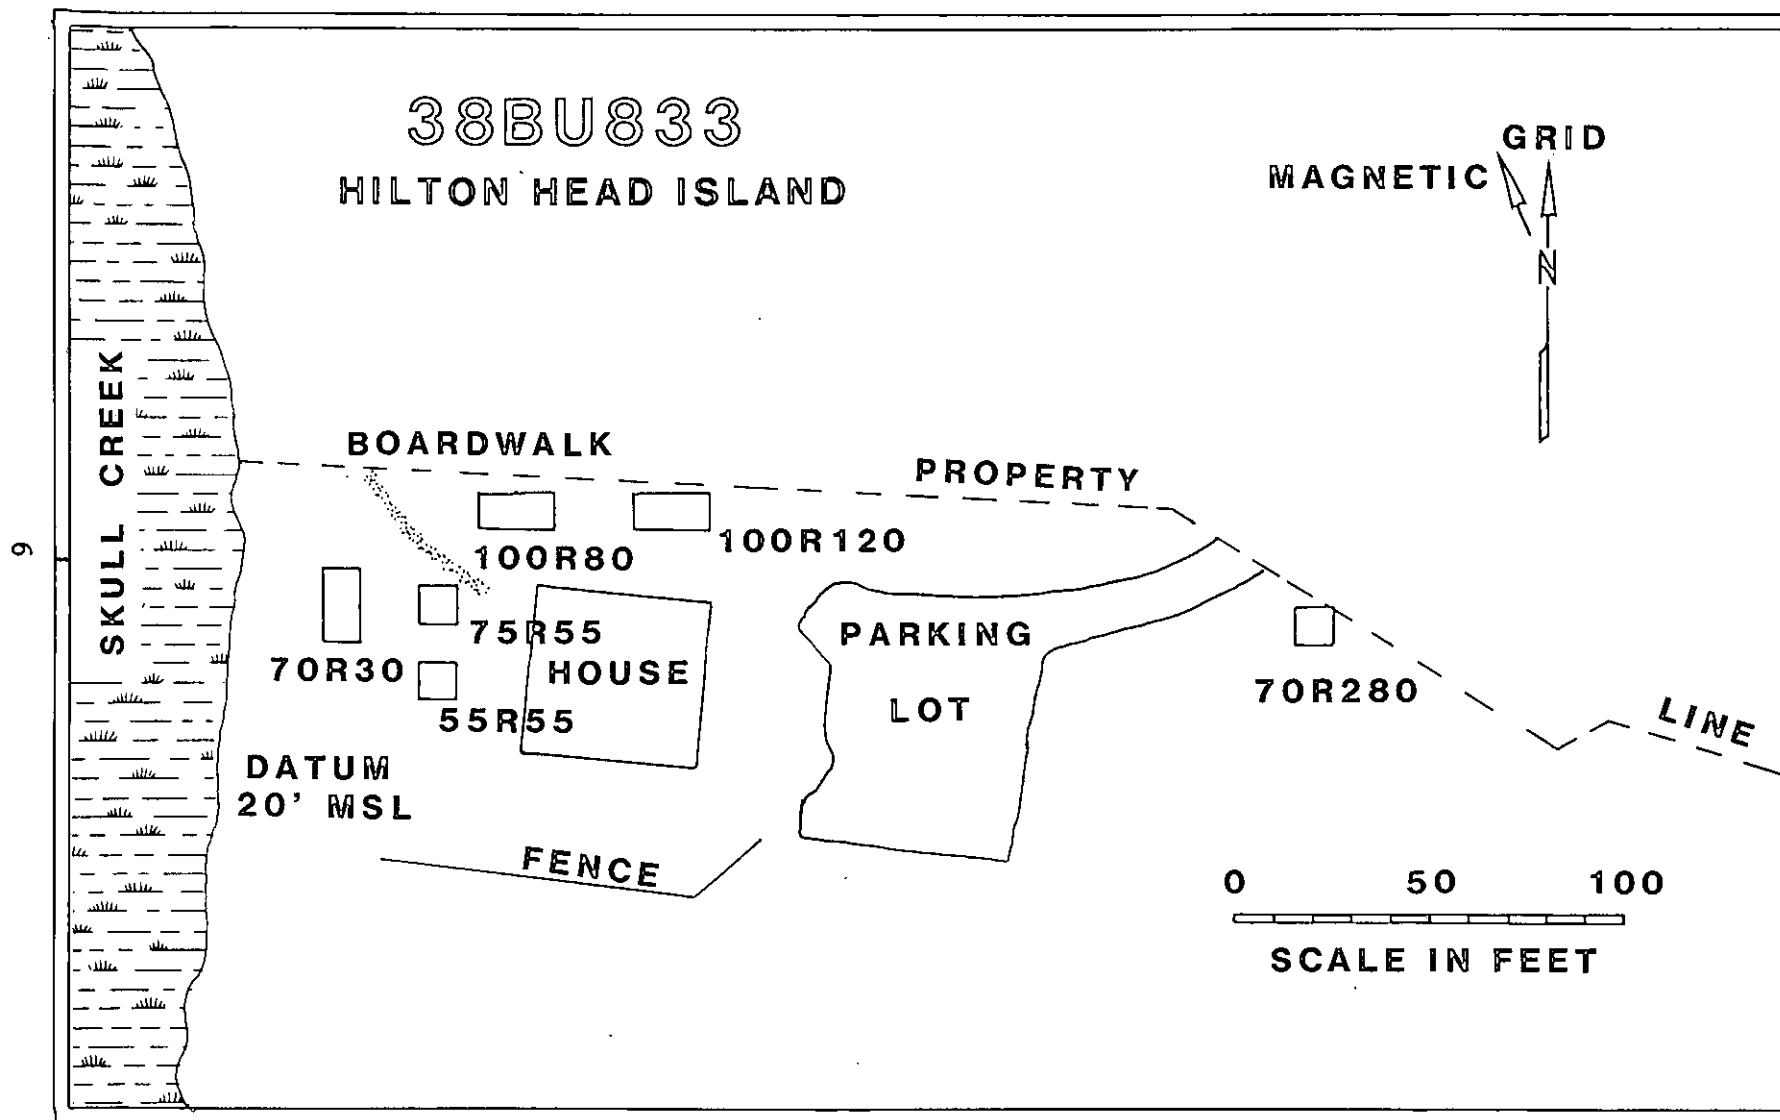 38BU833
HILTON HEAD ISLAND
GRID
MAGNETIC
N
SKULL CREEK
BOARDWALK
PROPERTY
100R80
100R120
75R55
70R30
HOUSE
55R55
PARKING
LOT
70R280
LINE
DATUM
20' MSL
FENCE
0 50 100
SCALE IN FEET
9